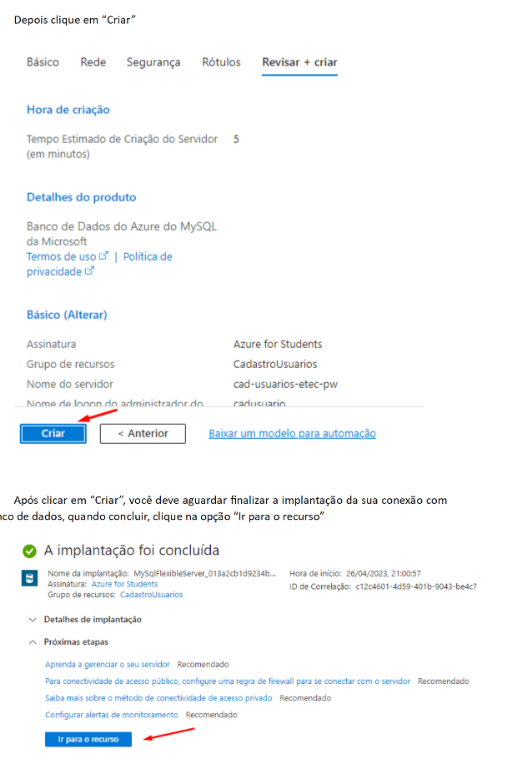 Depois clique em “Criar”
Básico Rede Segurança Rótulos Revisar + criar
Hora de criação
Tempo Estimado de Criação do Servidor 5
(em minutos)
Detalhes do produto
Banco de Dados do Azure do MySQL
da Microsoft
Termos de uso | Política de
privacidade
Básico (Alterar)
Assinatura Azure for Students
Grupo de recursos CadastroUsuarios
Nome do servidor cad-usuarios-etec-pw
Nome de logon do administrador do cadusuario
Criar < Anterior Baixar um modelo para automação
Após clicar em “Criar”, você deve aguardar finalizar a implantação da sua conexão com
nco de dados, quando concluir, clique na opção “Ir para o recurso”
A implantação foi concluída
Nome da implantação: MySqlFlexibleServer_013a2cb1d9234b... Hora de início: 26/04/2023, 21:00:57
Assinatura: Azure for Students ID de Correlação: c12c4601-4d59-401b-9043-be4c7
Grupo de recursos: CadastroUsuarios
Detalhes de implantação
Próximas etapas
Aprenda a gerenciar o seu servidor Recomendado
Para conectividade de acesso público, configure uma regra de firewall para se conectar com o servidor Recomendado
Saiba mais sobre o método de conectividade de acesso privado Recomendado
Configurar alertas de monitoramento Recomendado
Ir para o recurso